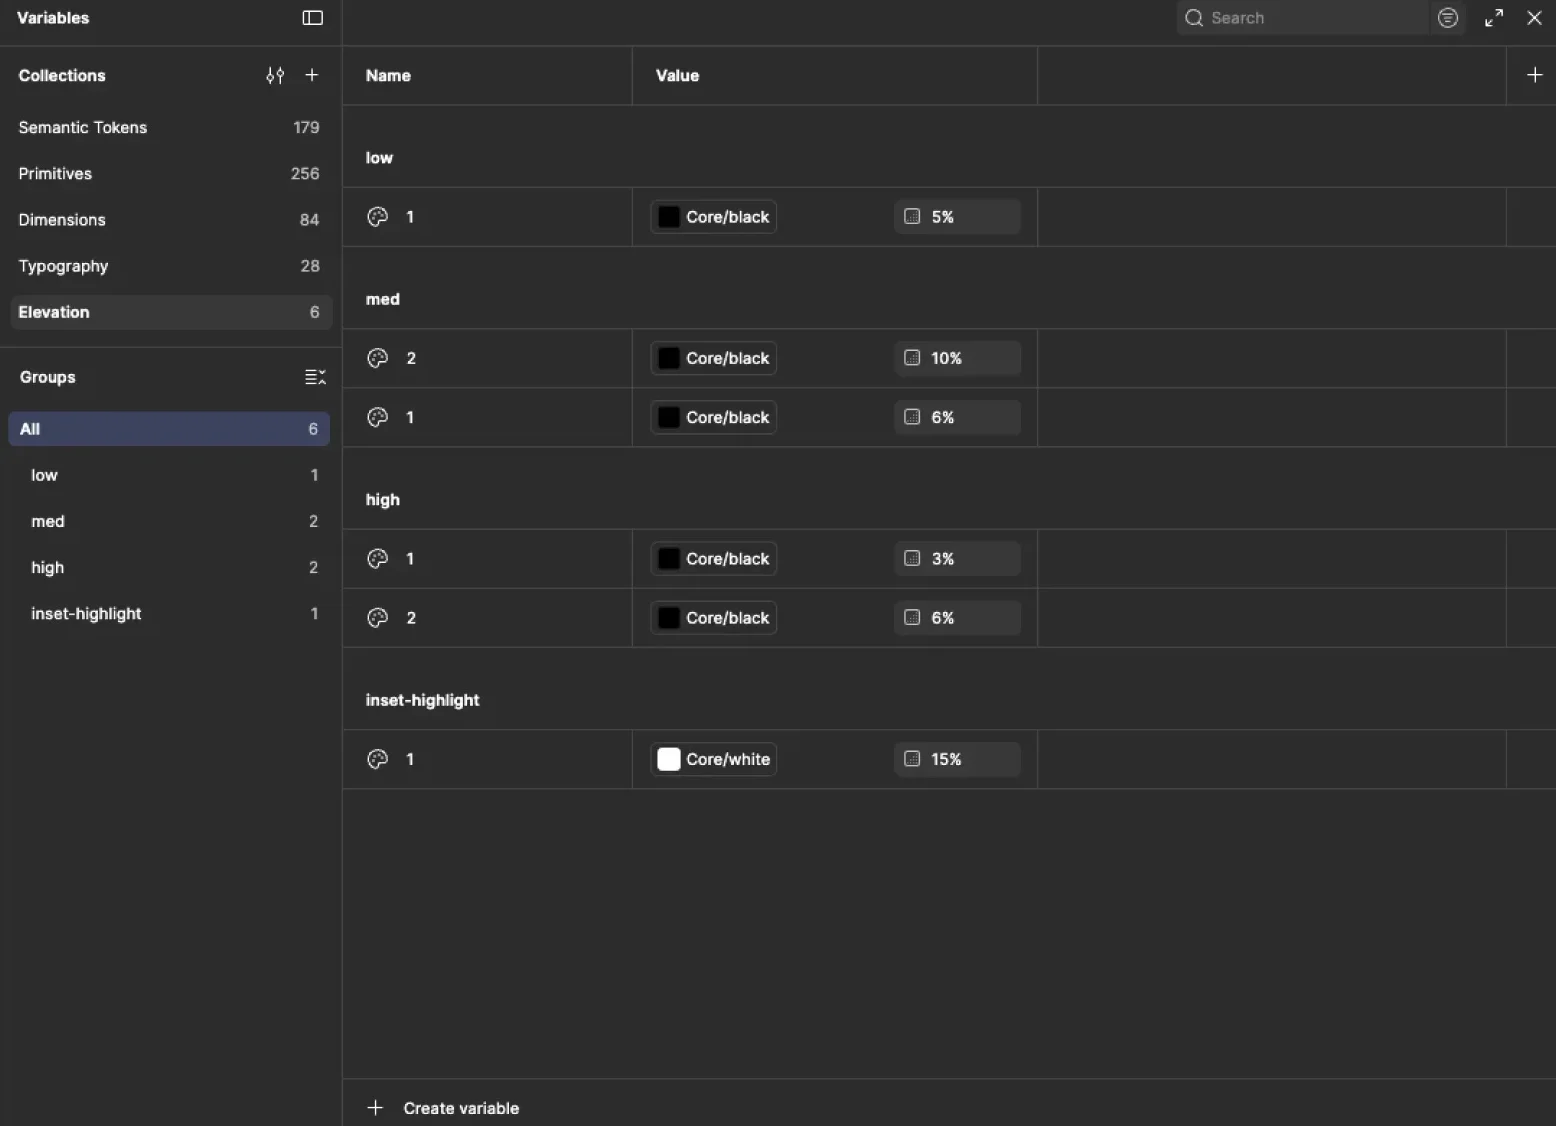 Variables
Search
Collections
Semantic Tokens 179
Primitives 256
Dimensions 84
Typography 28
Elevation 6
Groups
All 6
low 1
med 2
high 2
inset-highlight 1
Name Value
low
1 Core/black 5%
med
2 Core/black 10%
1 Core/black 6%
high
1 Core/black 3%
2 Core/black 6%
inset-highlight
1 Core/white 15%
Create variable